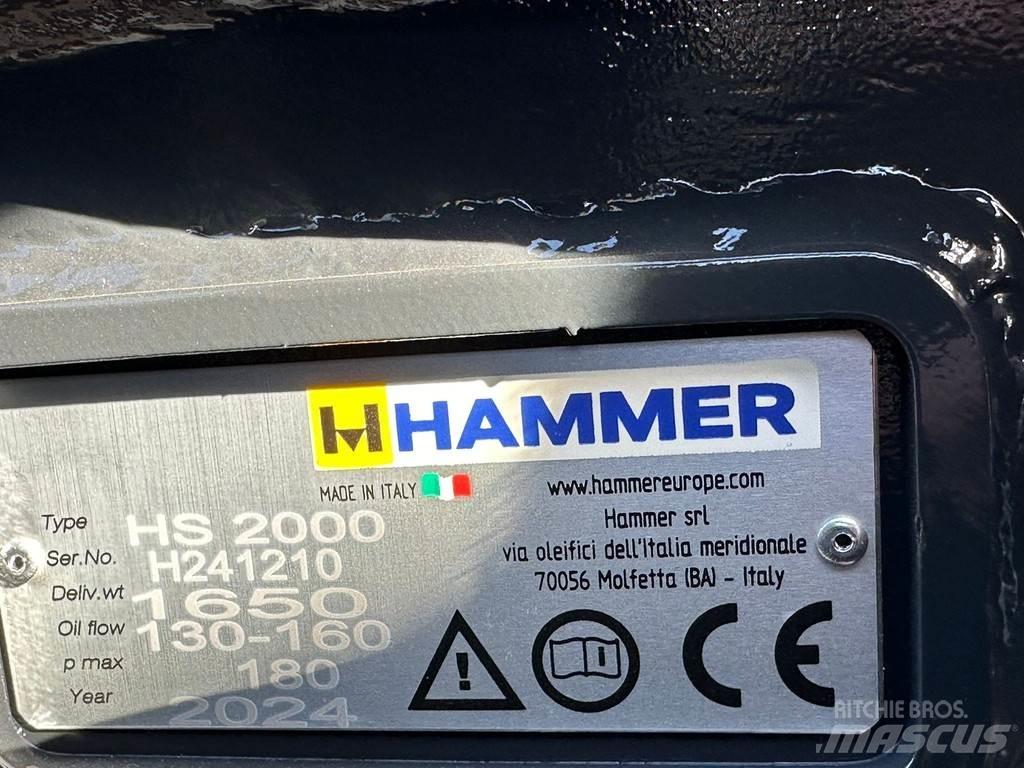 HHAMMER
MADE IN ITALY
www.hammereurope.com
Hammer srl
via oleifici dell'Italia meridionale
70056 Molfetta (BA) - Italy
Type HS 2000
Ser.No. H241210
Deliv.wt 1650
Oil flow 130-160
p max 180
Year 2024
CE
RITCHIE BROS.
MASCUS